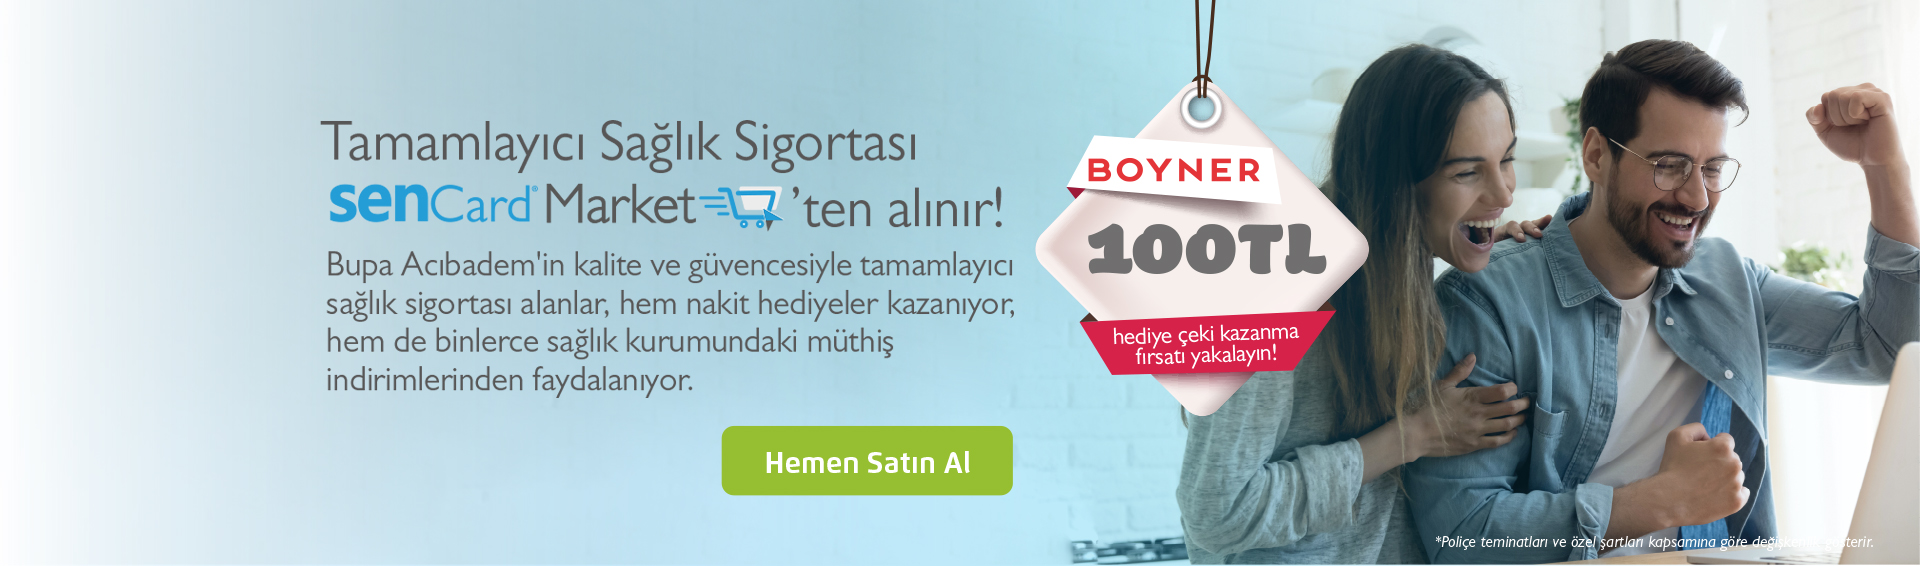 Tamamlayıcı Sağlık Sigortası
senCard® Market 'ten alınır!
Bupa Acıbadem'in kalite ve güvencesiyle tamamlayıcı
sağlık sigortası alanlar, hem nakit hediyeler kazanıyor,
hem de binlerce sağlık kurumundaki müthiş
indirimlerinden faydalanıyor.
Hemen Satın Al
BOYNER
100TL
hediye çeki kazanma
fırsatı yakalayın!
*Poliçe teminatları ve özel şartları kapsamına göre